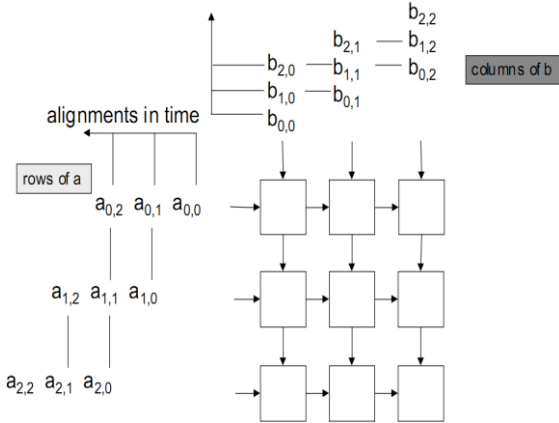 b2,2
b2,1 b1,2
b2,0 b1,1 b0,2
columns of b
b1,0 b0,1
b0,0
alignments in time
rows of a
a0,2 a0,1 a0,0
a1,2 a1,1 a1,0
a2,2 a2,1 a2,0